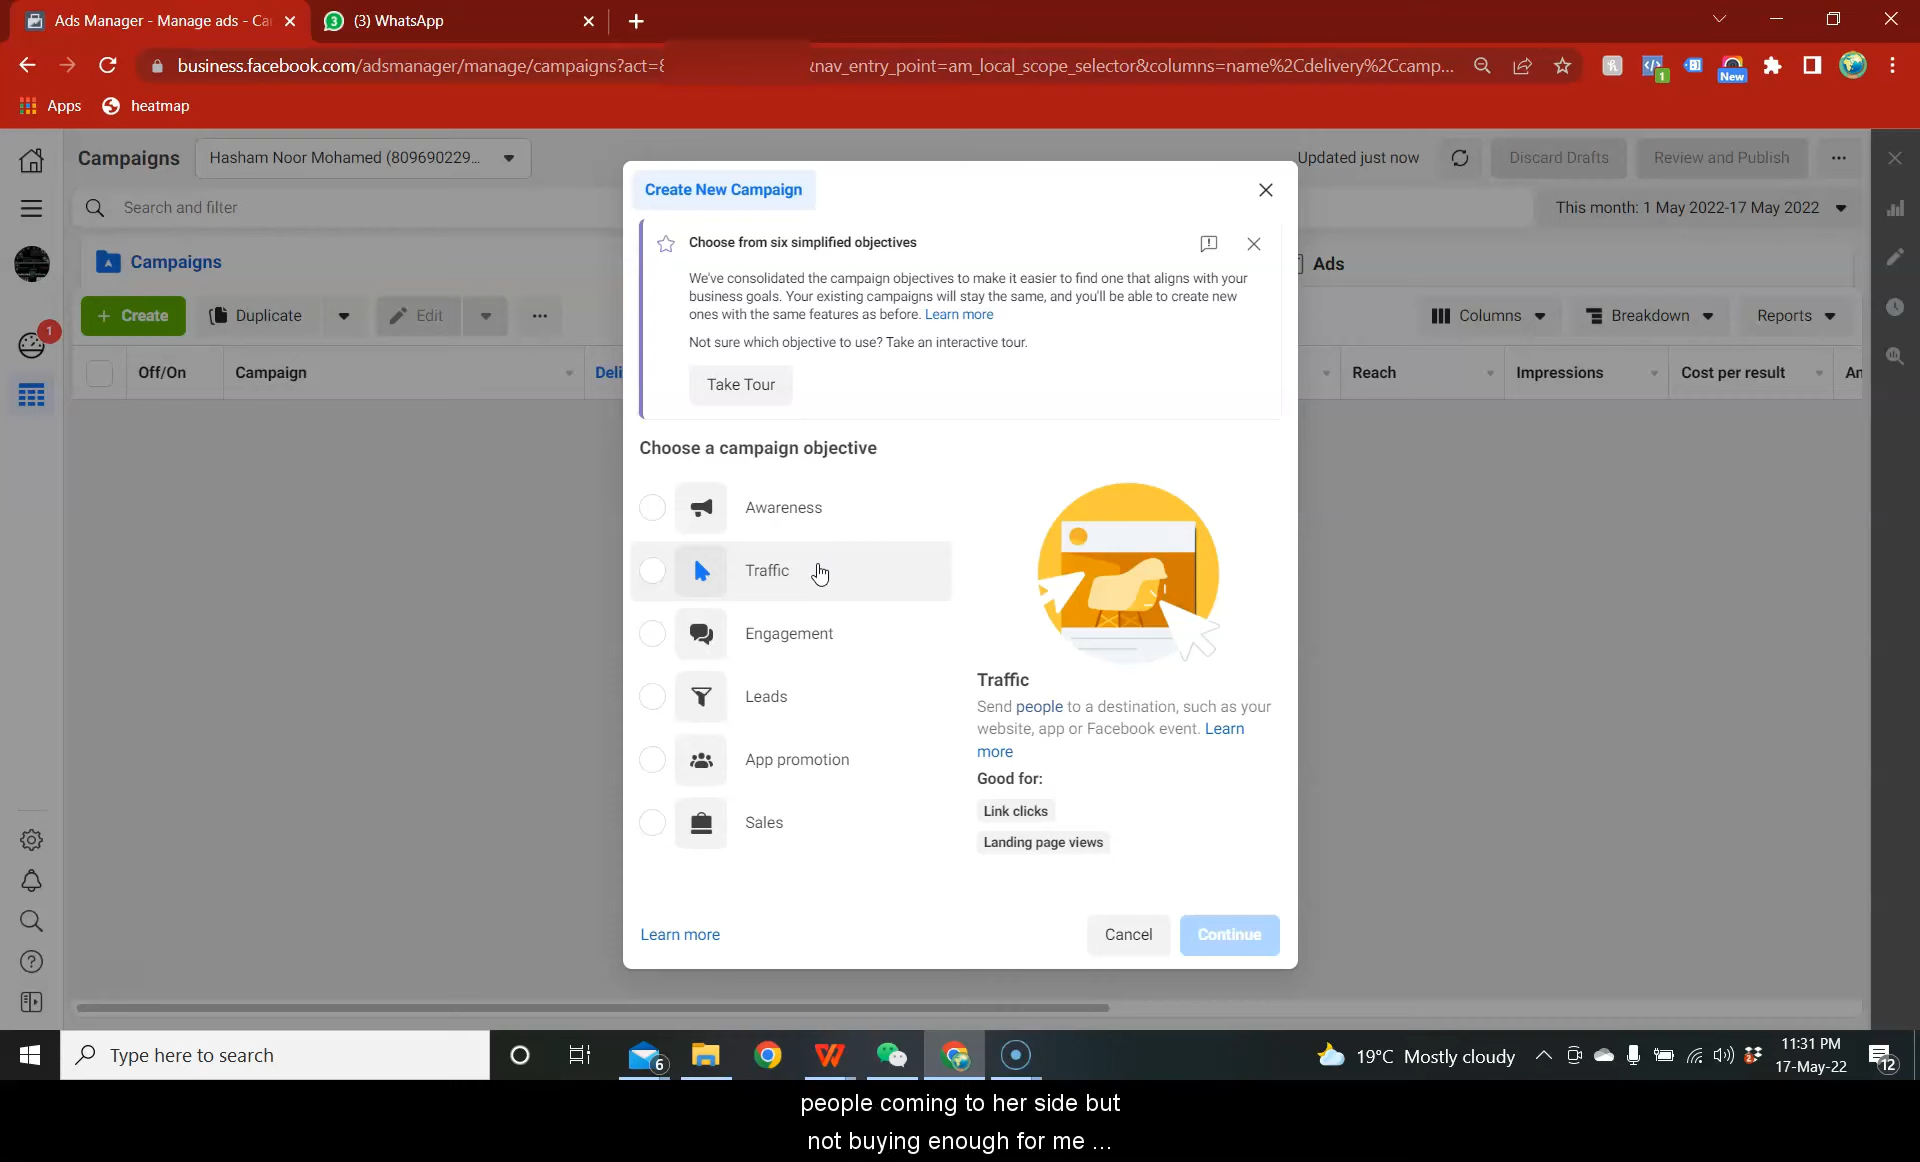 Ads Manager - Manage ads - Ca
(3) WhatsApp
business.facebook.com/adsmanager/manage/campaigns?act=8
nav_entry_point=am_local_scope_selector&columns=name%2Cdelivery%2Ccamp...
1
New
Apps
heatmap
Campaigns
Hasham Noor Mohamed (809690229...
Updated just now
Discard Drafts
Review and Publish
Search and filter
This month: 1 May 2022-17 May 2022
Campaigns
Ads
+ Create
Duplicate
Edit
Columns
Breakdown
Reports
1
Off/On
Campaign
Deli
Reach
Impressions
Cost per result
An
Create New Campaign
Choose from six simplified objectives
We've consolidated the campaign objectives to make it easier to find one that aligns with your
business goals. Your existing campaigns will stay the same, and you'll be able to create new
ones with the same features as before. Learn more
Not sure which objective to use? Take an interactive tour.
Take Tour
Choose a campaign objective
Awareness
Traffic
Engagement
Leads
App promotion
Sales
Traffic
Send people to a destination, such as your
website, app or Facebook event. Learn
more
Good for:
Link clicks
Landing page views
Learn more
Cancel
Continue
Type here to search
6
19°C Mostly cloudy
11:31 PM
17-May-22
12
people coming to her side but
not buying enough for me ...